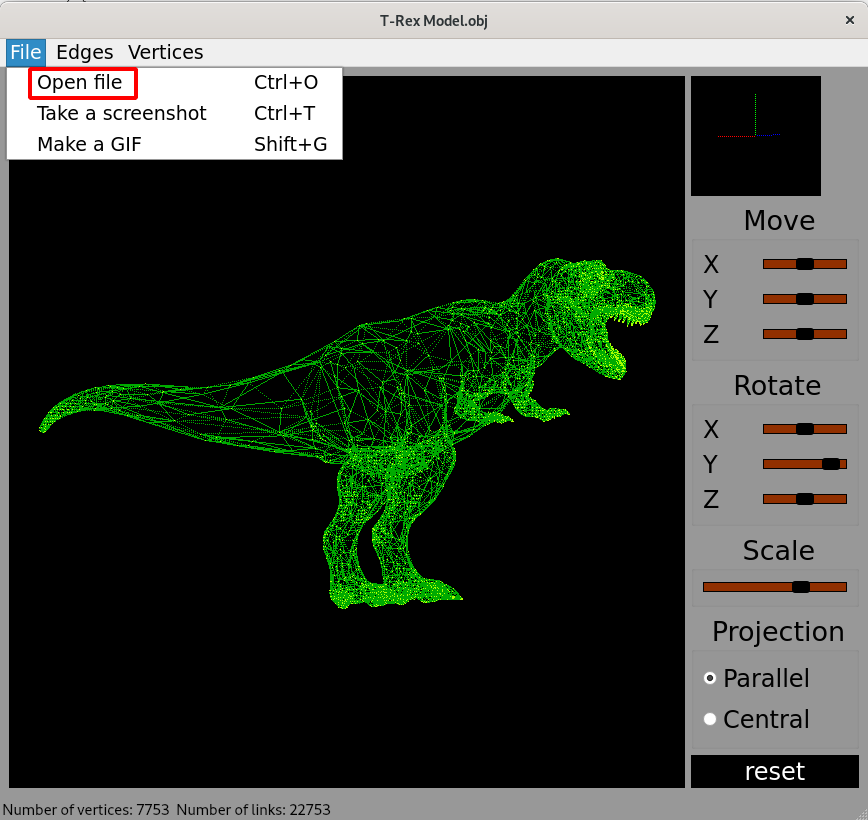 T-Rex Model.obj ×
File Edges Vertices
Open file Ctrl+O
Take a screenshot Ctrl+T
Make a GIF Shift+G
Move
X
Y
Z
Rotate
X
Y
Z
Scale
Projection
Parallel
Central
reset
Number of vertices: 7753 Number of links: 22753